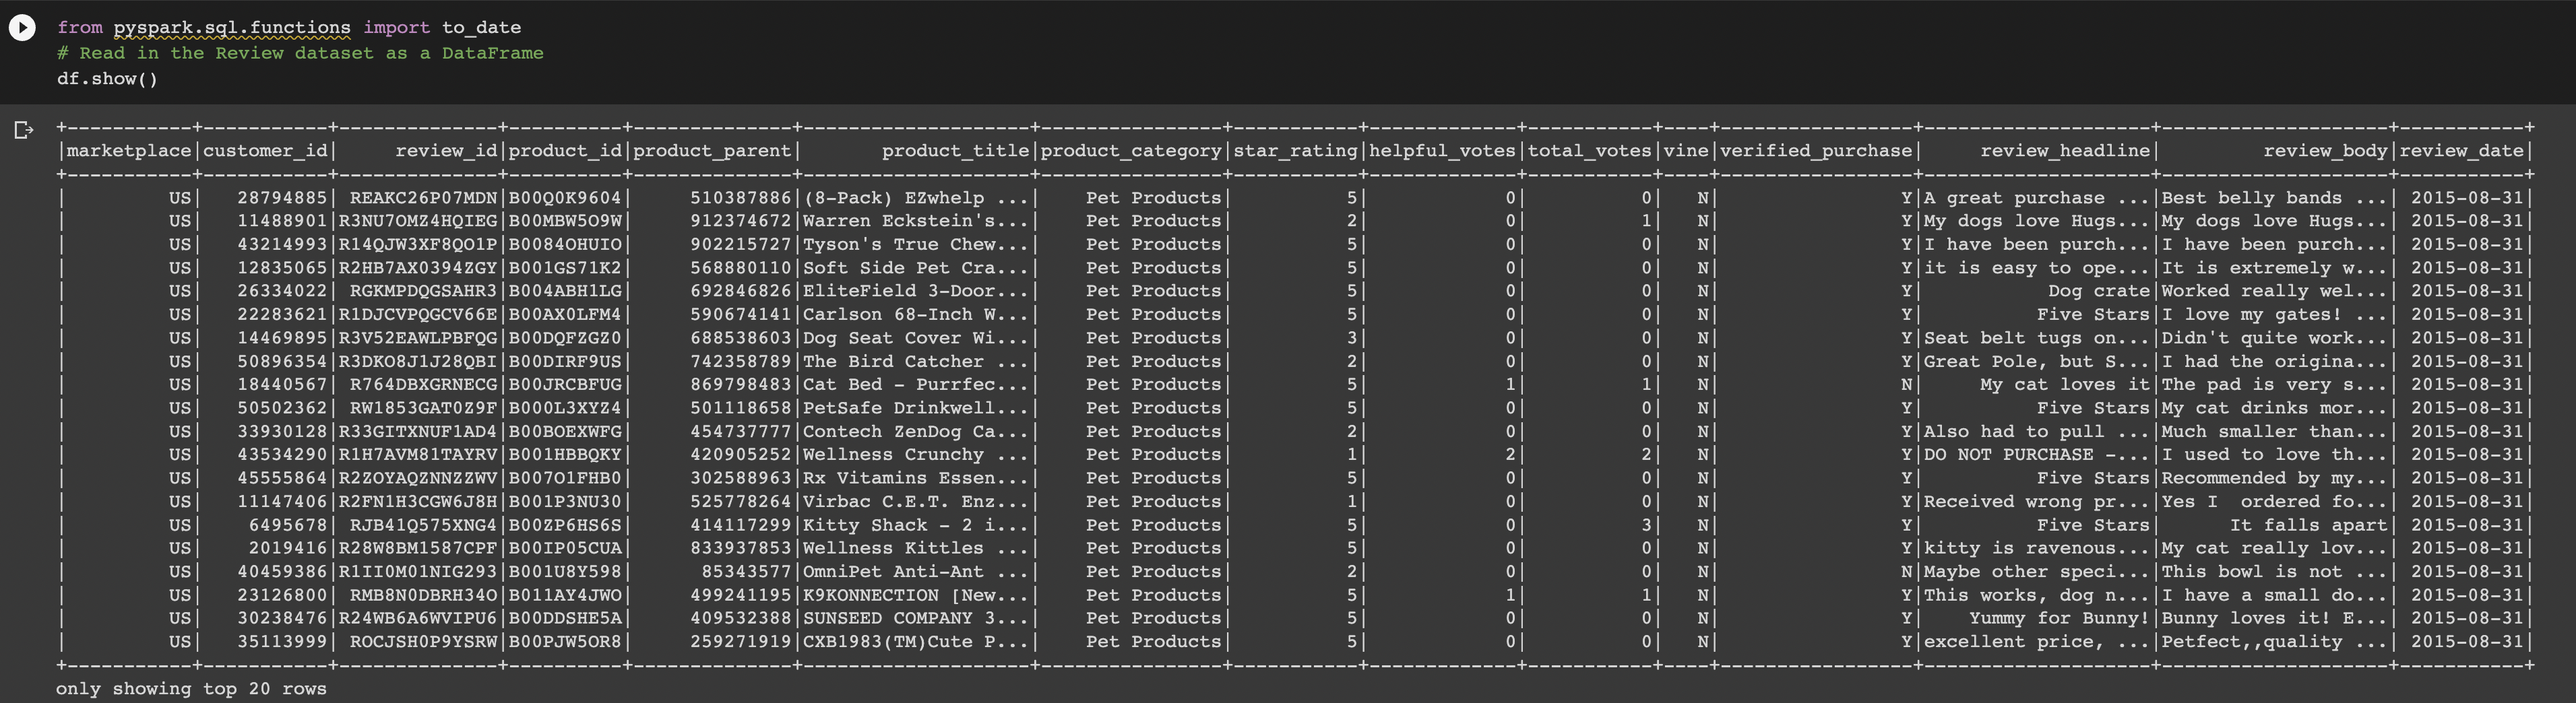 from pyspark.sql.functions import to_date
# Read in the Review dataset as a DataFrame
df.show()
+-----------+-----------+--------------+----------+--------------+--------------------+----------------+-----------+-------------+-----------+----+-----------------+--------------------+--------------------+-----------+
|marketplace|customer_id|     review_id|product_id|product_parent|       product_title|product_category|star_rating|helpful_votes|total_votes|vine|verified_purchase|     review_headline|         review_body|review_date|
+-----------+-----------+--------------+----------+--------------+--------------------+----------------+-----------+-------------+-----------+----+-----------------+--------------------+--------------------+-----------+
|         US|   28794885| REAKC26P07MDN|B00Q0K9604|     510387886|(8-Pack) EZwhelp ...|    Pet Products|          5|            0|          0|   N|                Y|A great purchase ...|Best belly bands ...| 2015-08-31|
|         US|   11488901|R3NU7OMZ4HQIEG|B00MBW5O9W|     912374672|Warren Eckstein's...|    Pet Products|          2|            0|          1|   N|                Y|My dogs love Hugs...|My dogs love Hugs...| 2015-08-31|
|         US|   43214993|R14QJW3XF8QO1P|B0084OHUIO|     902215727|Tyson's True Chew...|    Pet Products|          5|            0|          0|   N|                Y|I have been purch...|I have been purch...| 2015-08-31|
|         US|   12835065|R2HB7AX0394ZGY|B001GS71K2|     568880110|Soft Side Pet Cra...|    Pet Products|          5|            0|          0|   N|                Y|it is easy to ope...|It is extremely w...| 2015-08-31|
|         US|   26334022| RGKMPDQGSAHR3|B004ABH1LG|     692846826|EliteField 3-Door...|    Pet Products|          5|            0|          0|   N|                Y|          Dog crate|Worked really wel...| 2015-08-31|
|         US|   22283621|R1DJCVPQGCV66E|B00AX0LFM4|     590674141|Carlson 68-Inch W...|    Pet Products|          5|            0|          0|   N|                Y|          Five Stars|I love my gates! ...| 2015-08-31|
|         US|   14469895|R3V52EAWLPBFQG|B00DQFZGZ0|     688538603|Dog Seat Cover Wi...|    Pet Products|          3|            0|          0|   N|                Y|Seat belt tugs on...|Didn't quite work...| 2015-08-31|
|         US|   50896354|R3DKO8J1J28QBI|B00DIRF9US|     742358789|The Bird Catcher ...|    Pet Products|          2|            0|          0|   N|                Y|Great Pole, but S...|I had the origina...| 2015-08-31|
|         US|   18440567| R764DBXGRNECG|B00JRCBFUG|     869798483|Cat Bed - Purrfec...|    Pet Products|          5|            1|          1|   N|                N|     My cat loves it|The pad is very s...| 2015-08-31|
|         US|   50502362| RW1853GAT0Z9F|B000L3XYZ4|     501118658|PetSafe Drinkwell...|    Pet Products|          5|            0|          0|   N|                Y|          Five Stars|My cat drinks mor...| 2015-08-31|
|         US|   33930128|R33GITXNUF1AD4|B00BOEXWFG|     454737777|Contech ZenDog Ca...|    Pet Products|          2|            0|          0|   N|                Y|Also had to pull ...|Much smaller than...| 2015-08-31|
|         US|   43534290|R1H7AVM81TAYRV|B001HBBQKY|     420905252|Wellness Crunchy ...|    Pet Products|          1|            2|          2|   N|                Y|DO NOT PURCHASE -...|I used to love th...| 2015-08-31|
|         US|   45555864|R2ZOYAQZNNZZWV|B007O1FHB0|     302588963|Rx Vitamins Essen...|    Pet Products|          5|            0|          0|   N|                Y|          Five Stars|Recommended by my...| 2015-08-31|
|         US|   11147406|R2FN1H3CGW6J8H|B001P3NU30|     525778264|Virbac C.E.T. Enz...|    Pet Products|          1|            0|          0|   N|                Y|Received wrong pr...|Yes I  ordered fo...| 2015-08-31|
|         US|    6495678| RJB41Q575XNG4|B00ZP6HS6S|     414117299|Kitty Shack - 2 i...|    Pet Products|          5|            0|          3|   N|                Y|          Five Stars|      It falls apart| 2015-08-31|
|         US|    2019416|R28W8BM1587CPF|B00IP05CUA|     833937853|Wellness Kittles ...|    Pet Products|          5|            0|          0|   N|                Y|kitty is ravenous...|My cat really lov...| 2015-08-31|
|         US|   40459386|R1II0M01NIG293|B001U8Y598|      85343577|OmniPet Anti-Ant ...|    Pet Products|          2|            0|          0|   N|                N|Maybe other speci...|This bowl is not ...| 2015-08-31|
|         US|   23126800| RMB8N0DBRH34O|B011AY4JWO|     499241195|K9KONNECTION [New...|    Pet Products|          5|            1|          1|   N|                Y|This works, dog n...|I have a small do...| 2015-08-31|
|         US|   30238476|R24WB6A6WVIPU6|B00DDSHE5A|     409532388|SUNSEED COMPANY 3...|    Pet Products|          5|            0|          0|   N|                Y|    Yummy for Bunny!|Bunny loves it! E...| 2015-08-31|
|         US|   35113999| ROCJSH0P9YSRW|B00PJW5OR8|     259271919|CXB1983(TM)Cute P...|    Pet Products|          5|            0|          0|   N|                Y|excellent price, ...|Petfect,,quality ...| 2015-08-31|
+-----------+-----------+--------------+----------+--------------+--------------------+----------------+-----------+-------------+-----------+----+-----------------+--------------------+--------------------+-----------+
only showing top 20 rows